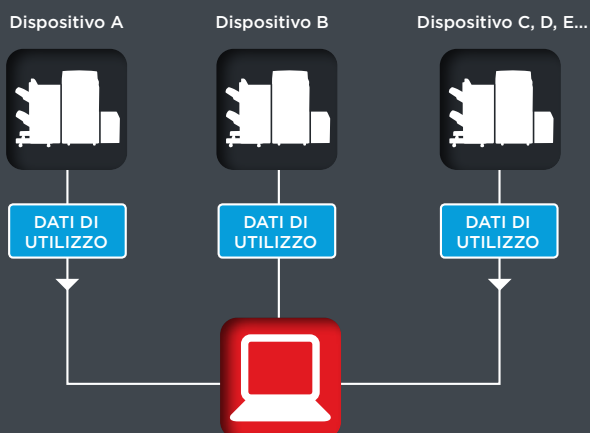 Dispositivo A
Dispositivo B
Dispositivo C, D, E...
DATI DI
UTILIZZO
DATI DI
UTILIZZO
DATI DI
UTILIZZO